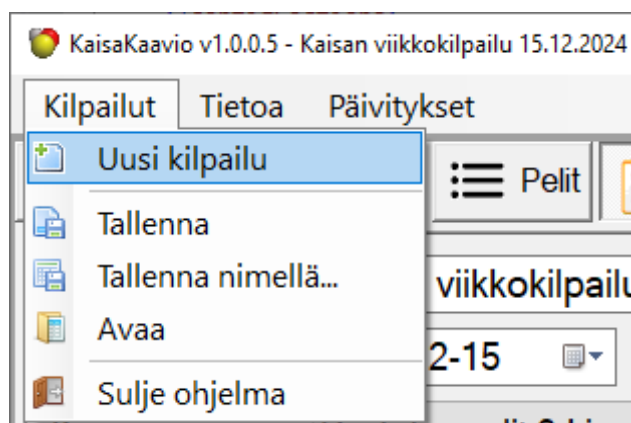 KaisaKaavio v1.0.0.5 - Kaisan viikkokilpailu 15.12.2024
Kilpailut Tietoa Päivitykset
Uusi kilpailu
Pelit
Tallenna
Tallenna nimellä...
viikkokilpailu
Avaa
2-15
Sulje ohjelma